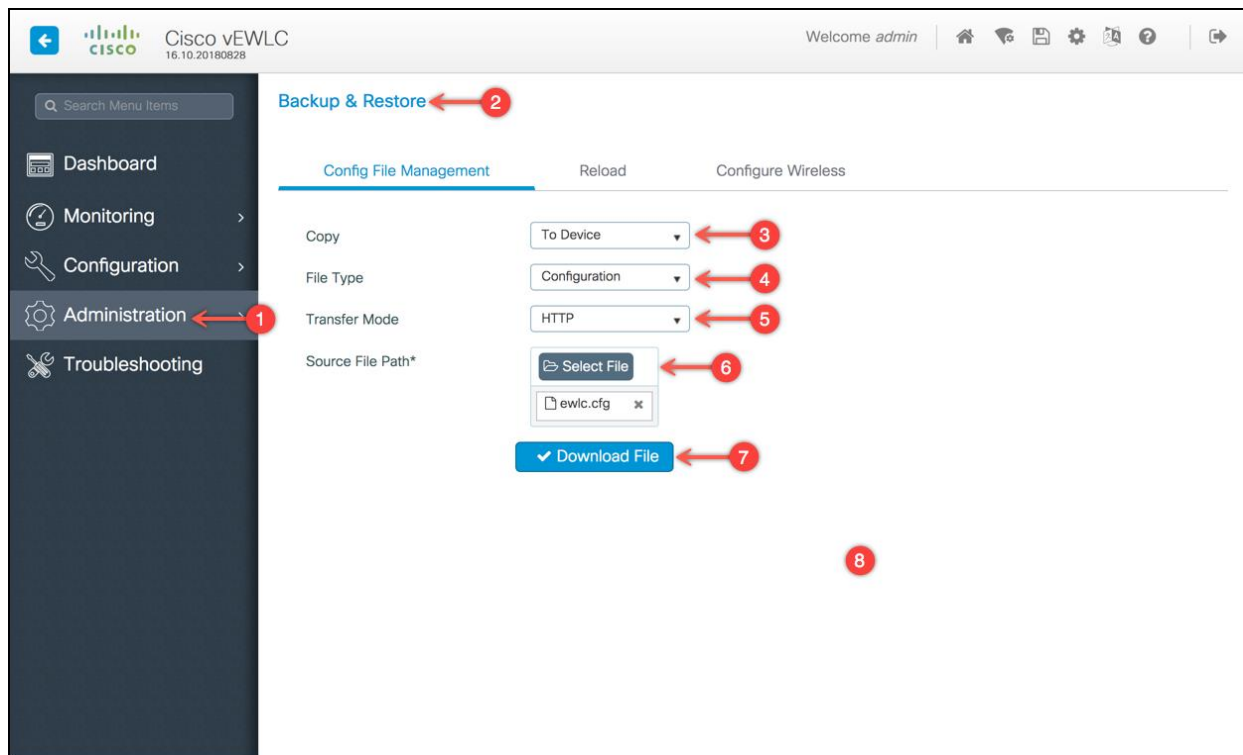 cisco
Cisco vEWLC
16.10.20180828
Welcome admin
Search Menu Items
Dashboard
Monitoring
Configuration
Administration
1
Troubleshooting
Backup & Restore
2
Config File Management
Reload
Configure Wireless
Copy
To Device
3
File Type
Configuration
4
Transfer Mode
HTTP
5
Source File Path*
Select File
6
ewlc.cfg
Download File
7
8